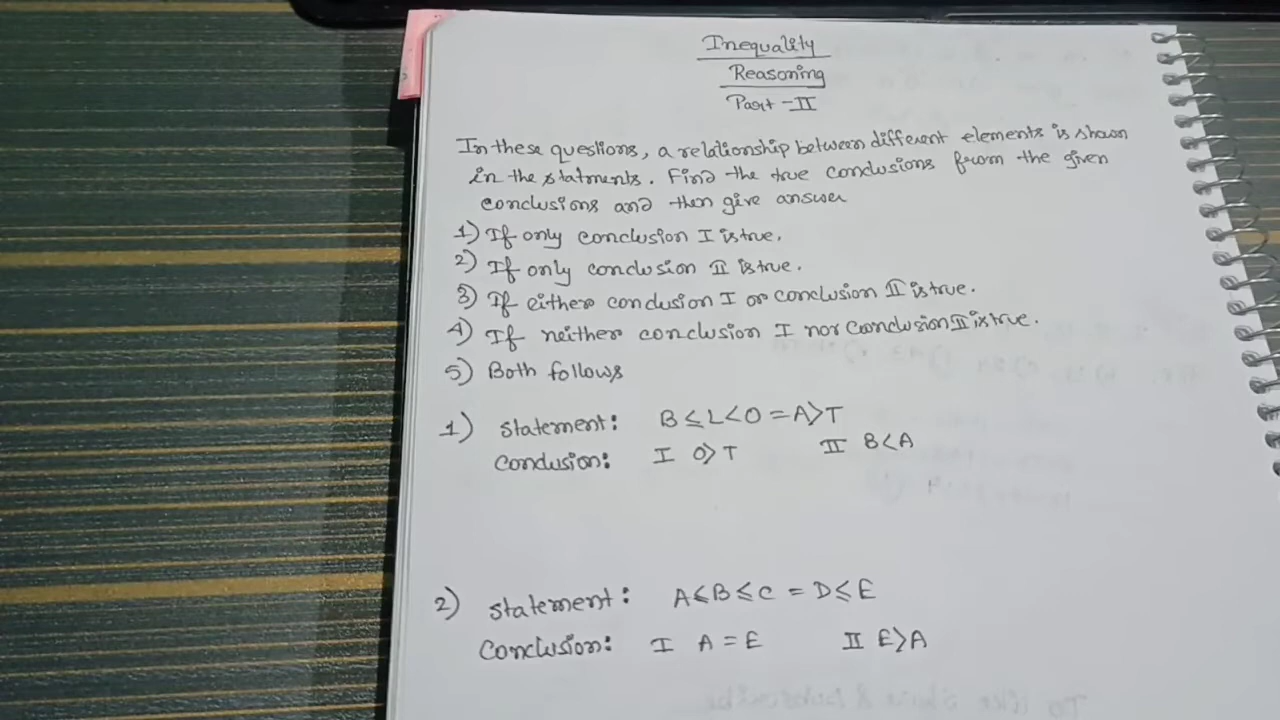 Inequality
Reasoning
Part-II
In these questions, a relationship between different elements is shown
in the statments. Find the true conclusions from the given
conclusions and then give answer
1) If only conclusion I is true.
2) If only conclusion II is true.
3) If either conclusion I or conclusion II is true.
4) If neither conclusion I nor conclusion II is true.
5) Both follows
1) Statement: B≤L<O=A>T
Conclusion: I O>T II B<A
2) Statement: A≤B≤C=D≤E
Conclusion: I A=E II E>A